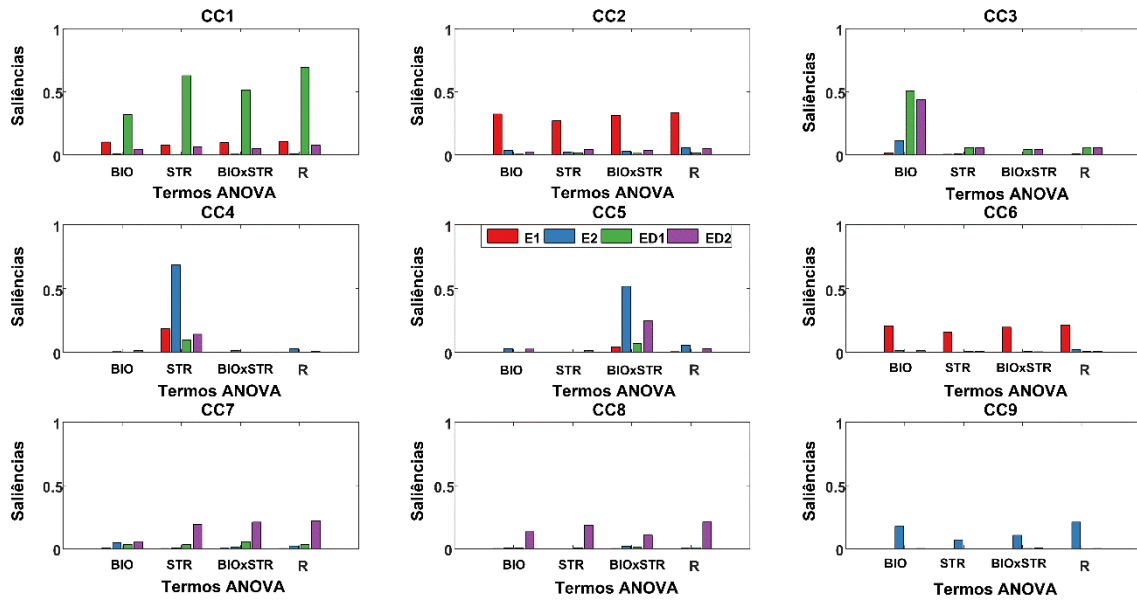 CC1
Saliências
1
0.5
0
BIO STR BIOxSTR R
Termos ANOVA
CC2
Saliências
1
0.5
0
BIO STR BIOxSTR R
Termos ANOVA
CC3
Saliências
1
0.5
0
BIO STR BIOxSTR R
Termos ANOVA
CC4
Saliências
1
0.5
0
BIO STR BIOxSTR R
Termos ANOVA
CC5
E1 E2 ED1 ED2
Saliências
1
0.5
0
BIO STR BIOxSTR R
Termos ANOVA
CC6
Saliências
1
0.5
0
BIO STR BIOxSTR R
Termos ANOVA
CC7
Saliências
1
0.5
0
BIO STR BIOxSTR R
Termos ANOVA
CC8
Saliências
1
0.5
0
BIO STR BIOxSTR R
Termos ANOVA
CC9
Saliências
1
0.5
0
BIO STR BIOxSTR R
Termos ANOVA